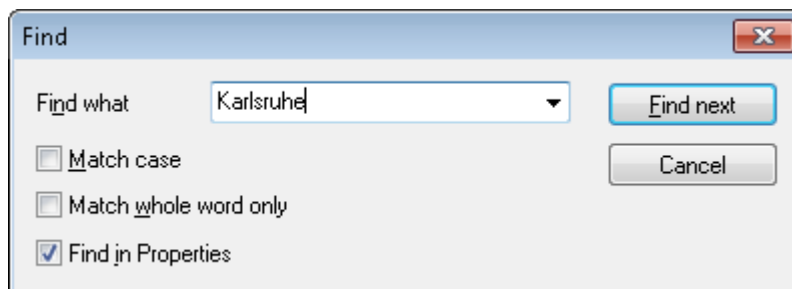 Find
Find what Karlsruhe Find next
Match case Cancel
Match whole word only
Find in Properties